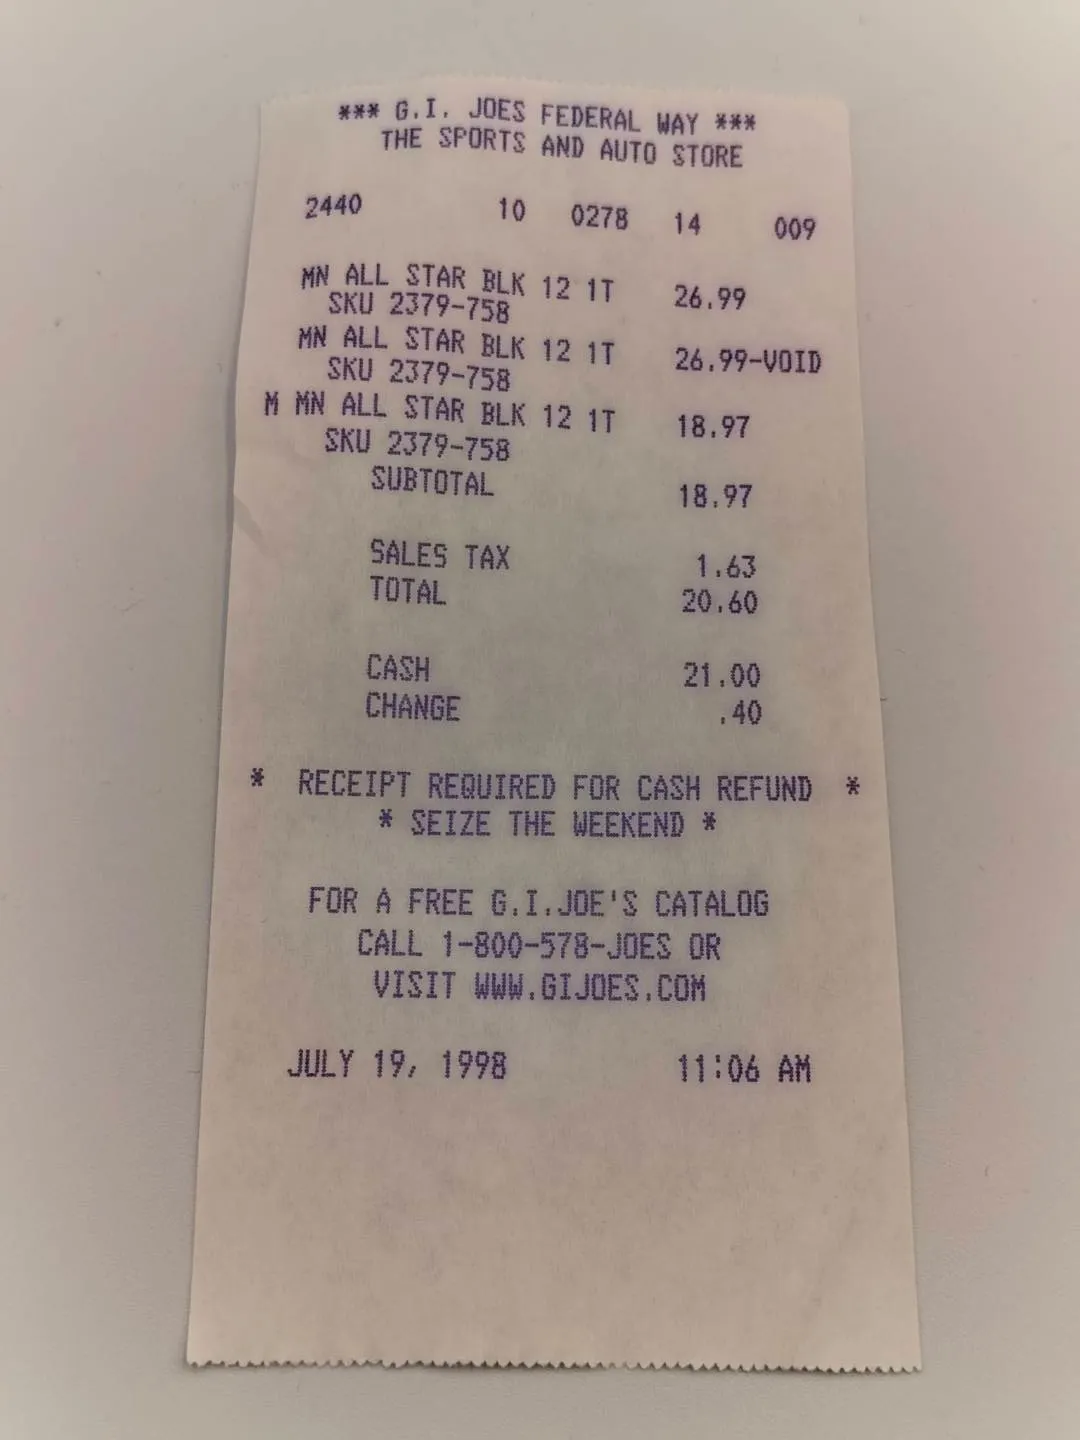 *** G.I. JOES FEDERAL WAY ***
THE SPORTS AND AUTO STORE
2440 10 0278 14 009
MN ALL STAR BLK 12 1T 26.99
SKU 2379-758
MN ALL STAR BLK 12 1T 26.99-VOID
SKU 2379-758
M MN ALL STAR BLK 12 1T 18.97
SKU 2379-758
SUBTOTAL 18.97
SALES TAX 1.63
TOTAL 20.60
CASH 21.00
CHANGE .40
* RECEIPT REQUIRED FOR CASH REFUND *
* SEIZE THE WEEKEND *
FOR A FREE G.I.JOE'S CATALOG
CALL 1-800-578-JOES OR
VISIT WWW.GIJOES.COM
JULY 19, 1998 11:06 AM